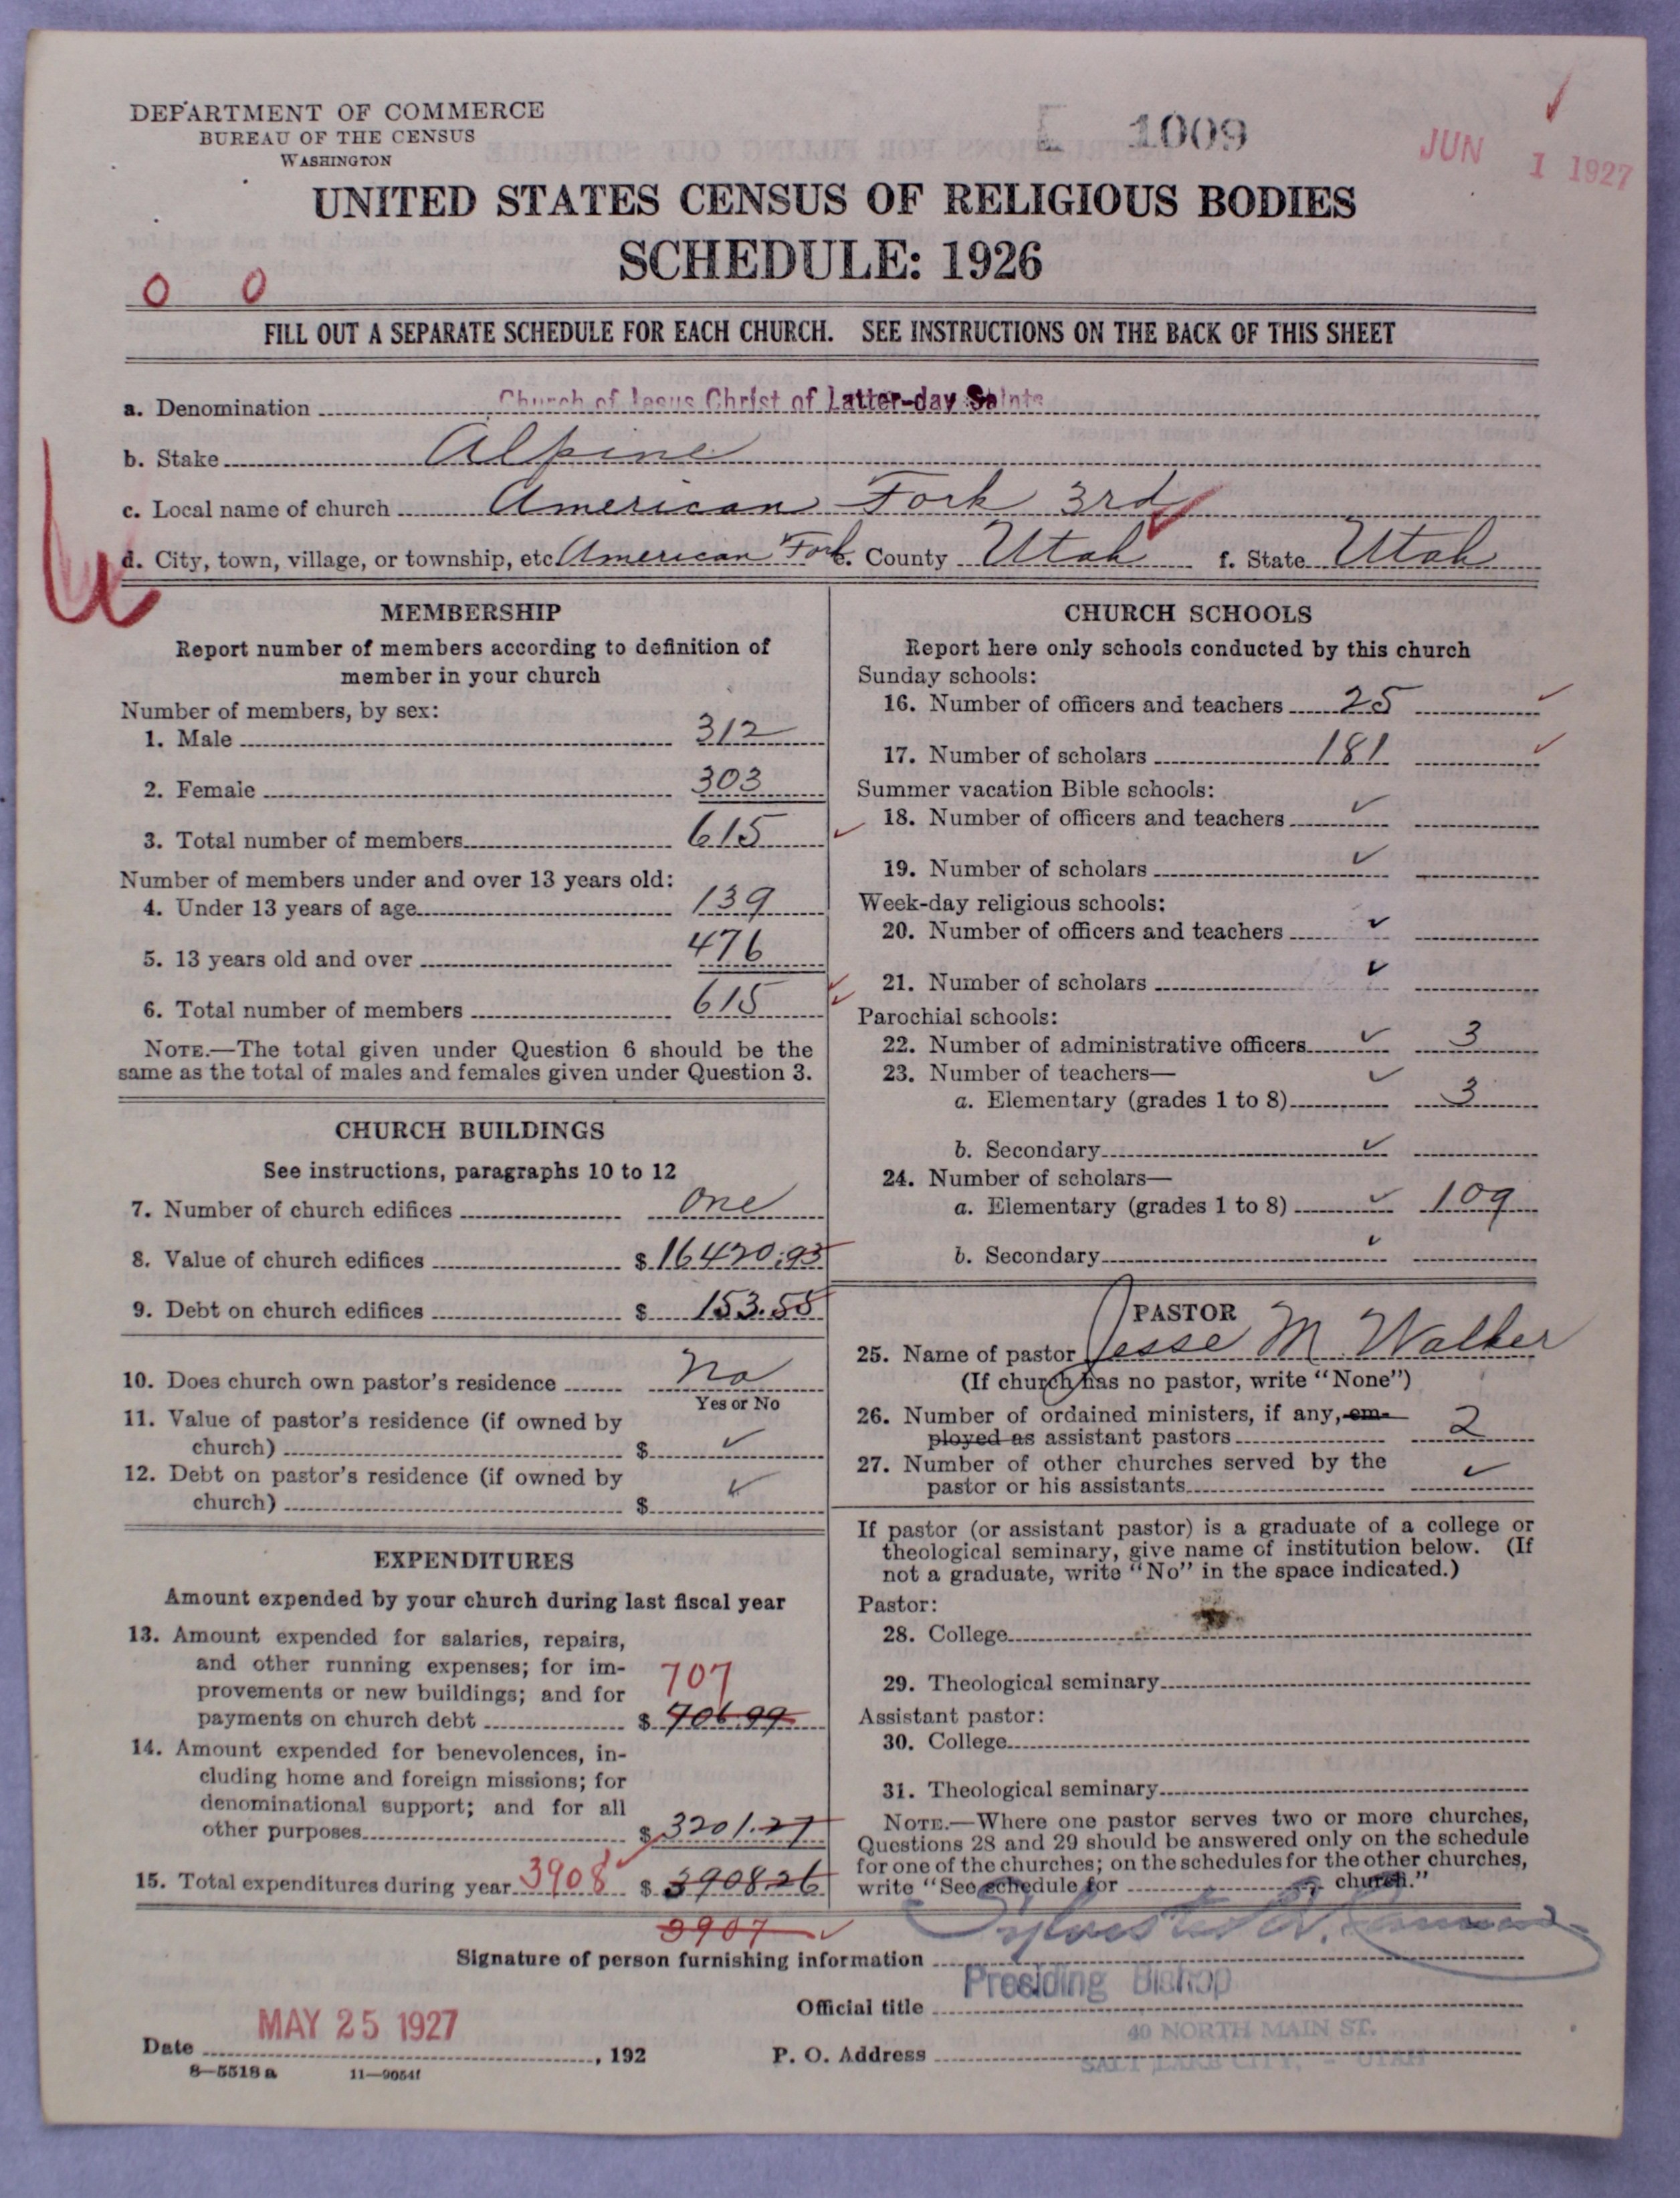 DEPARTMENT OF COMMERCE
BUREAU OF THE CENSUS
WASHINGTON
E 1009
JUN 1 1927
UNITED STATES CENSUS OF RELIGIOUS BODIES
SCHEDULE: 1926
0 0
FILL OUT A SEPARATE SCHEDULE FOR EACH CHURCH. SEE INSTRUCTIONS ON THE BACK OF THIS SHEET
a. Denomination Church of Jesus Christ of Latter-day Saints
b. Stake Alpine
c. Local name of church American Fork 3rd
d. City, town, village, or township, etc. American Fork e. County Utah f. State Utah
MEMBERSHIP
Report number of members according to definition of
member in your church
Number of members, by sex:
1. Male 312
2. Female 303
3. Total number of members 615
Number of members under and over 13 years old:
4. Under 13 years of age 139
5. 13 years old and over 476
6. Total number of members 615
NOTE.—The total given under Question 6 should be the
same as the total of males and females given under Question 3.
CHURCH BUILDINGS
See instructions, paragraphs 10 to 12
7. Number of church edifices one
8. Value of church edifices $ 16420.93
9. Debt on church edifices $ 153.55
10. Does church own pastor's residence No
Yes or No
11. Value of pastor's residence (if owned by
church) $ ✓
12. Debt on pastor's residence (if owned by
church) $ ✓
EXPENDITURES
Amount expended by your church during last fiscal year
13. Amount expended for salaries, repairs,
and other running expenses; for im-
provements or new buildings; and for 707
payments on church debt $ 706.99
14. Amount expended for benevolences, in-
cluding home and foreign missions; for
denominational support; and for all
other purposes $ 3201.27
15. Total expenditures during year 3908 $ 3908.26
3907
CHURCH SCHOOLS
Report here only schools conducted by this church
Sunday schools:
16. Number of officers and teachers 25
17. Number of scholars 181
Summer vacation Bible schools:
18. Number of officers and teachers ✓
19. Number of scholars ✓
Week-day religious schools:
20. Number of officers and teachers ✓
21. Number of scholars ✓
Parochial schools:
22. Number of administrative officers ✓ 3
23. Number of teachers— ✓
a. Elementary (grades 1 to 8) 3
b. Secondary ✓
24. Number of scholars—
a. Elementary (grades 1 to 8) ✓ 109
b. Secondary ✓
PASTOR
25. Name of pastor Jesse M. Walker
(If church has no pastor, write "None")
26. Number of ordained ministers, if any, em-
ployed as assistant pastors 2
27. Number of other churches served by the
pastor or his assistants ✓
If pastor (or assistant pastor) is a graduate of a college or
theological seminary, give name of institution below. (If
not a graduate, write "No" in the space indicated.)
Pastor:
28. College
29. Theological seminary
Assistant pastor:
30. College
31. Theological seminary
NOTE.—Where one pastor serves two or more churches,
Questions 28 and 29 should be answered only on the schedule
for one of the churches; on the schedules for the other churches,
write "See schedule for , church."
Signature of person furnishing information Sylvester Q. Cannon
Official title Presiding Bishop
Date MAY 25 1927 , 192
P. O. Address 40 NORTH MAIN ST.
SALT LAKE CITY, - UTAH
8—5518 a 11—9054f